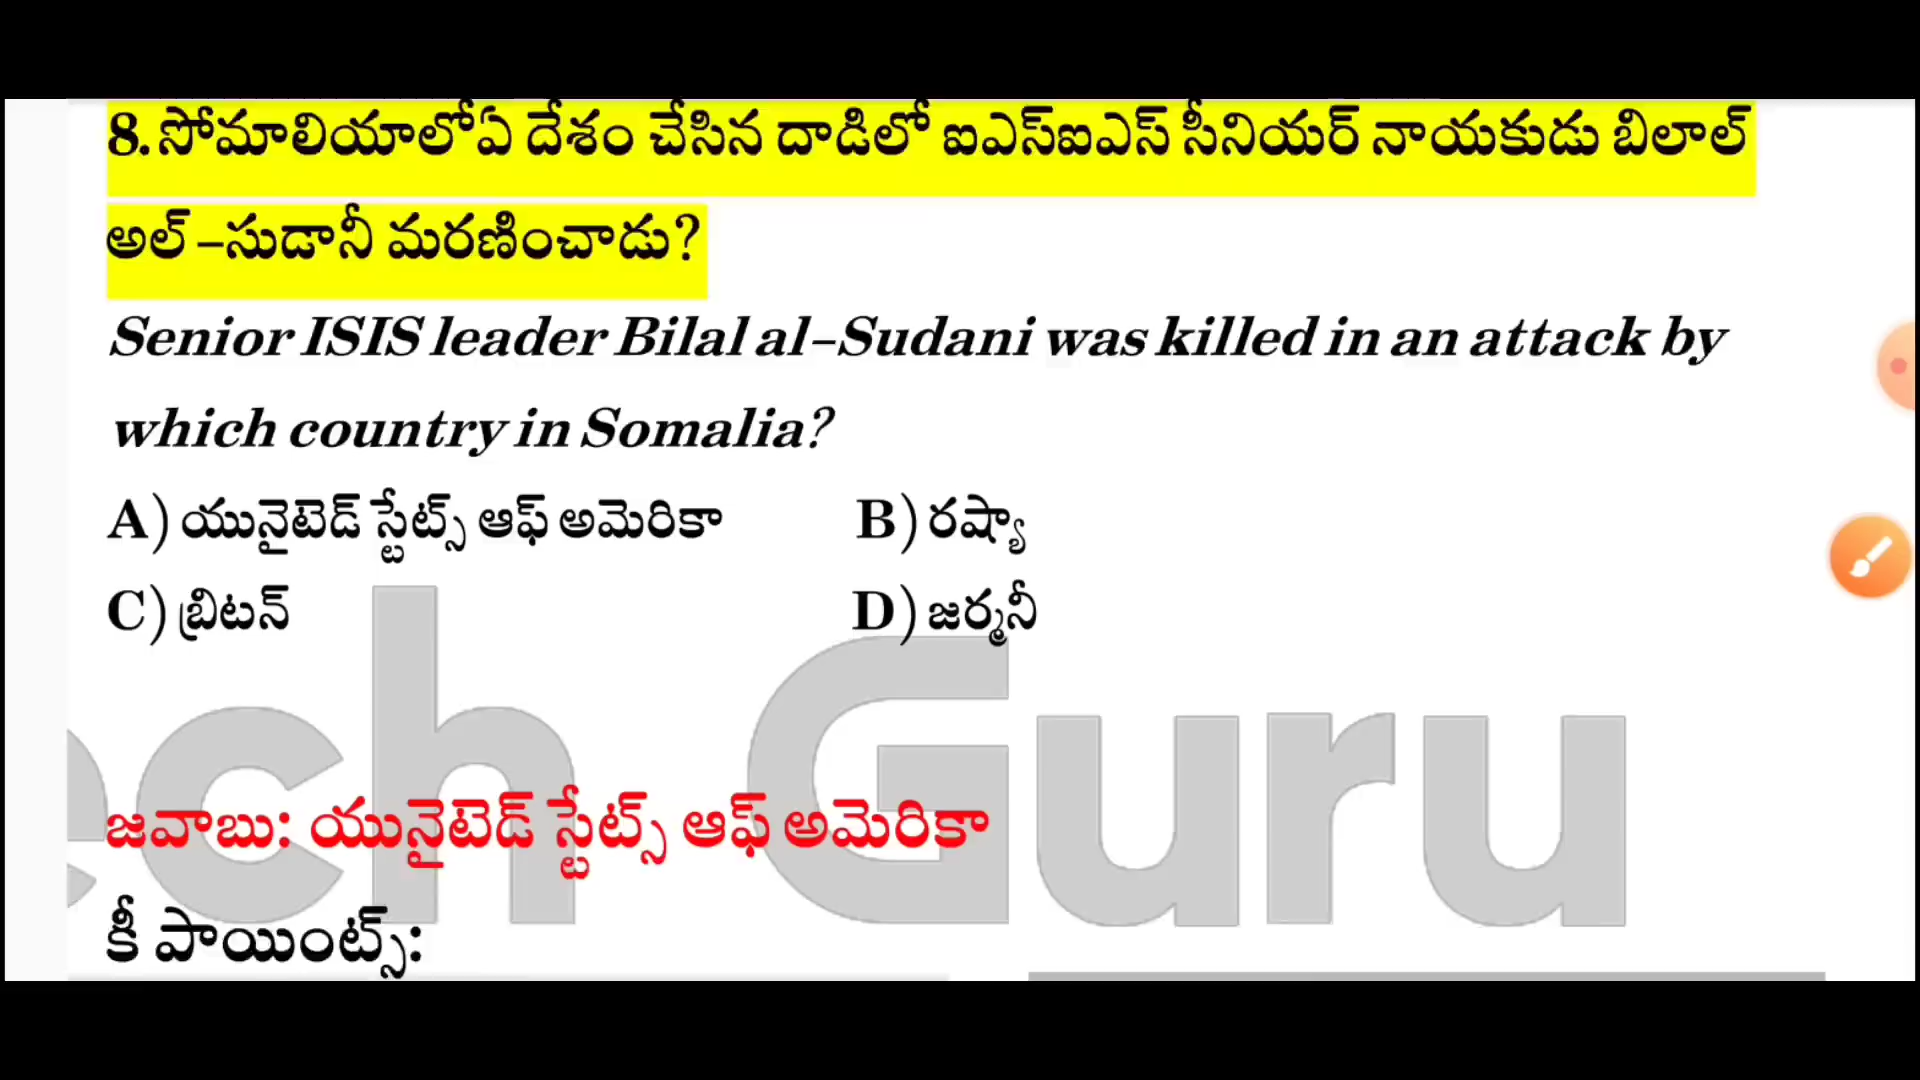 8.సోమాలియాలోఏ దేశం చేసిన దాడిలో ఐఎస్ఐఎస్ సీనియర్ నాయకుడు బిలాల్
అల్-సుడానీ మరణించాడు?
Senior ISIS leader Bilal al-Sudani was killed in an attack by
which country in Somalia?
A) యునైటెడ్ స్టేట్స్ ఆఫ్ అమెరికా B) రష్యా
C) బ్రిటన్ D) జర్మనీ
ech Guru
జవాబు: యునైటెడ్ స్టేట్స్ ఆఫ్ అమెరికా
కీ పాయింట్స్: